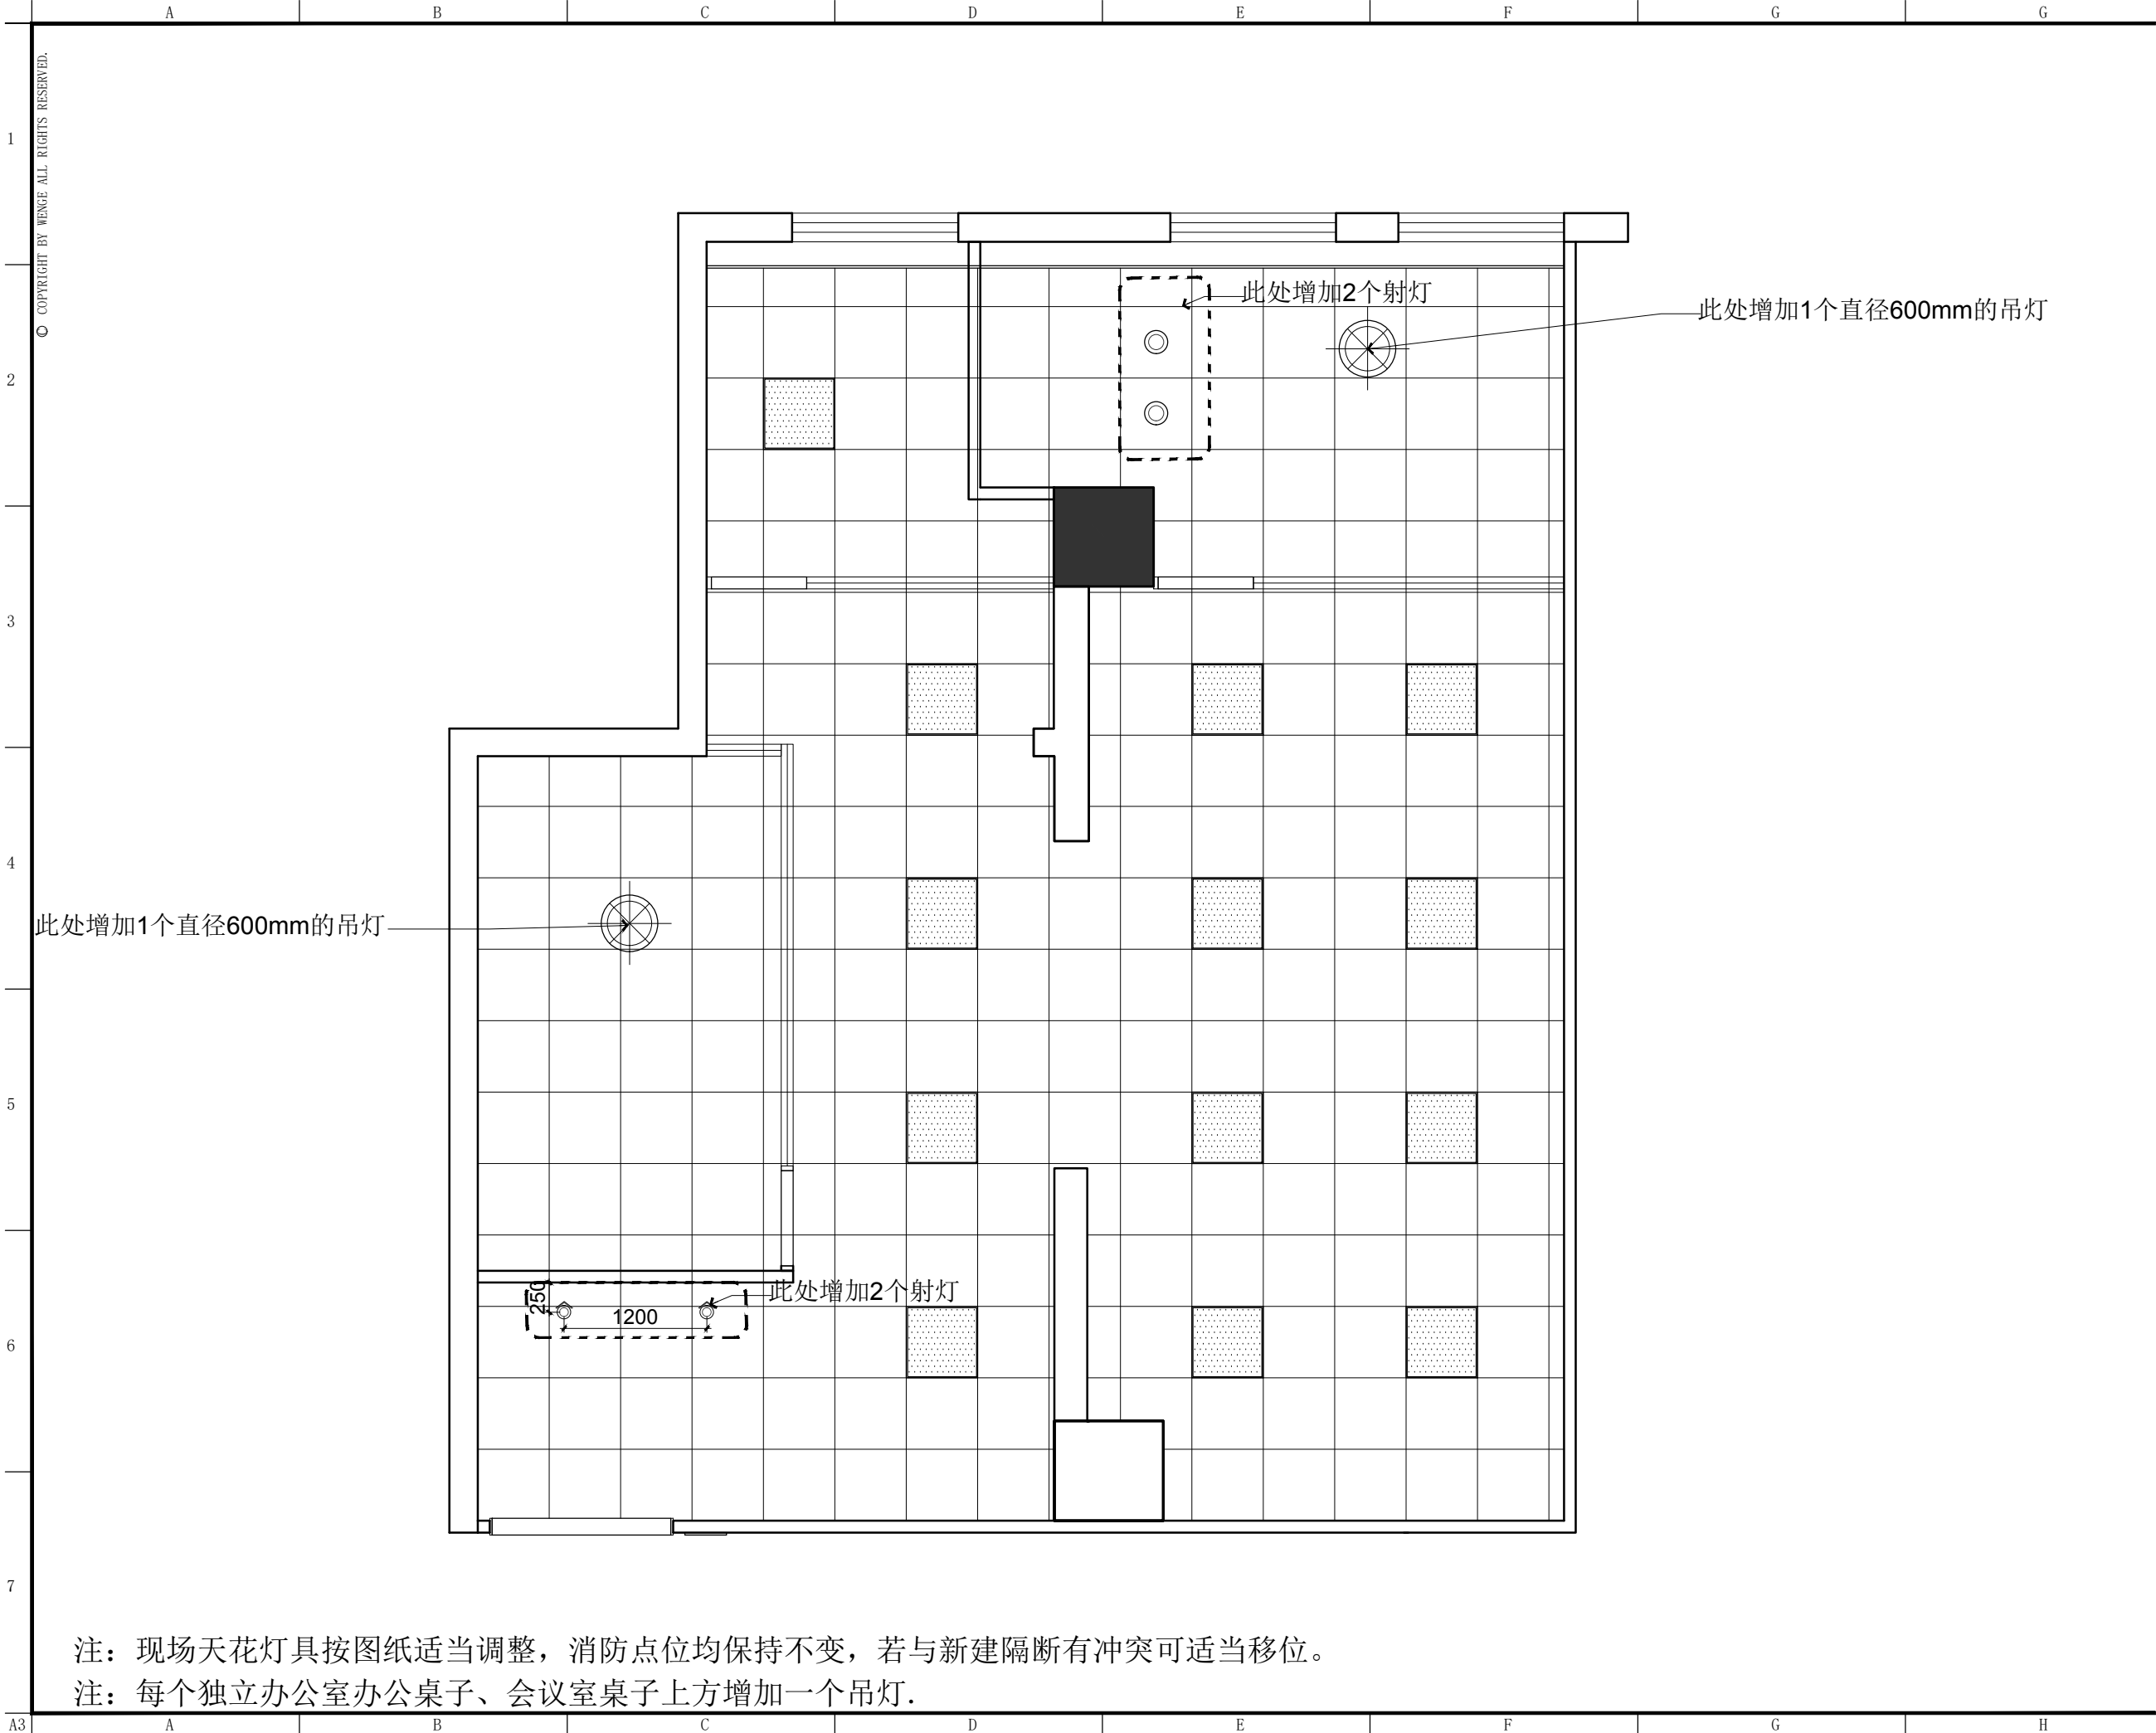 A B C D E F G G
© COPYRIGHT BY WENGE ALL RIGHTS RESERVED.
1
此处增加2个射灯
此处增加1个直径600mm的吊灯
2
3
4
此处增加1个直径600mm的吊灯
5
250
此处增加2个射灯
1200
6
7
注：现场天花灯具按图纸适当调整，消防点位均保持不变，若与新建隔断有冲突可适当移位。
注：每个独立办公室办公桌子、会议室桌子上方增加一个吊灯.
A3 A B C D E F G H